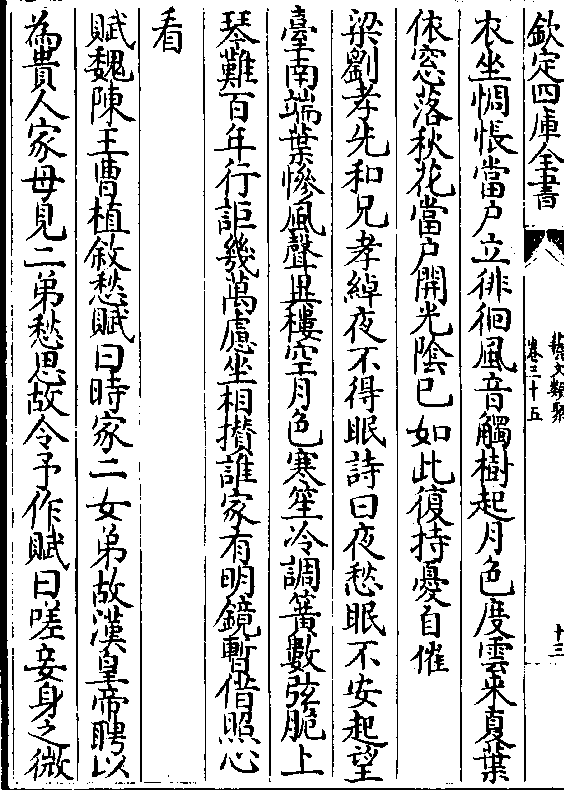 欽定四庫全書
藝文類聚
卷三十五
十三
衣坐惆悵當户立徘徊風音觸樹起月色度雲来夏葉
依窓落秋花當户開光陰已如此復持憂自催
梁劉孝先和兄孝綽夜不得眠詩曰夜愁眠不安起望
臺南端葉慘風聲異樓空月色寒笙冷調簧數弦脆上
琴難百年行詎幾萬慮坐相攅誰家有明鏡暫借照心
看
賦魏陳王曹植敘愁賦曰時家二女弟故漢皇帝聘以
為貴人家母見二弟愁思故令予作賦曰嗟妾身之微